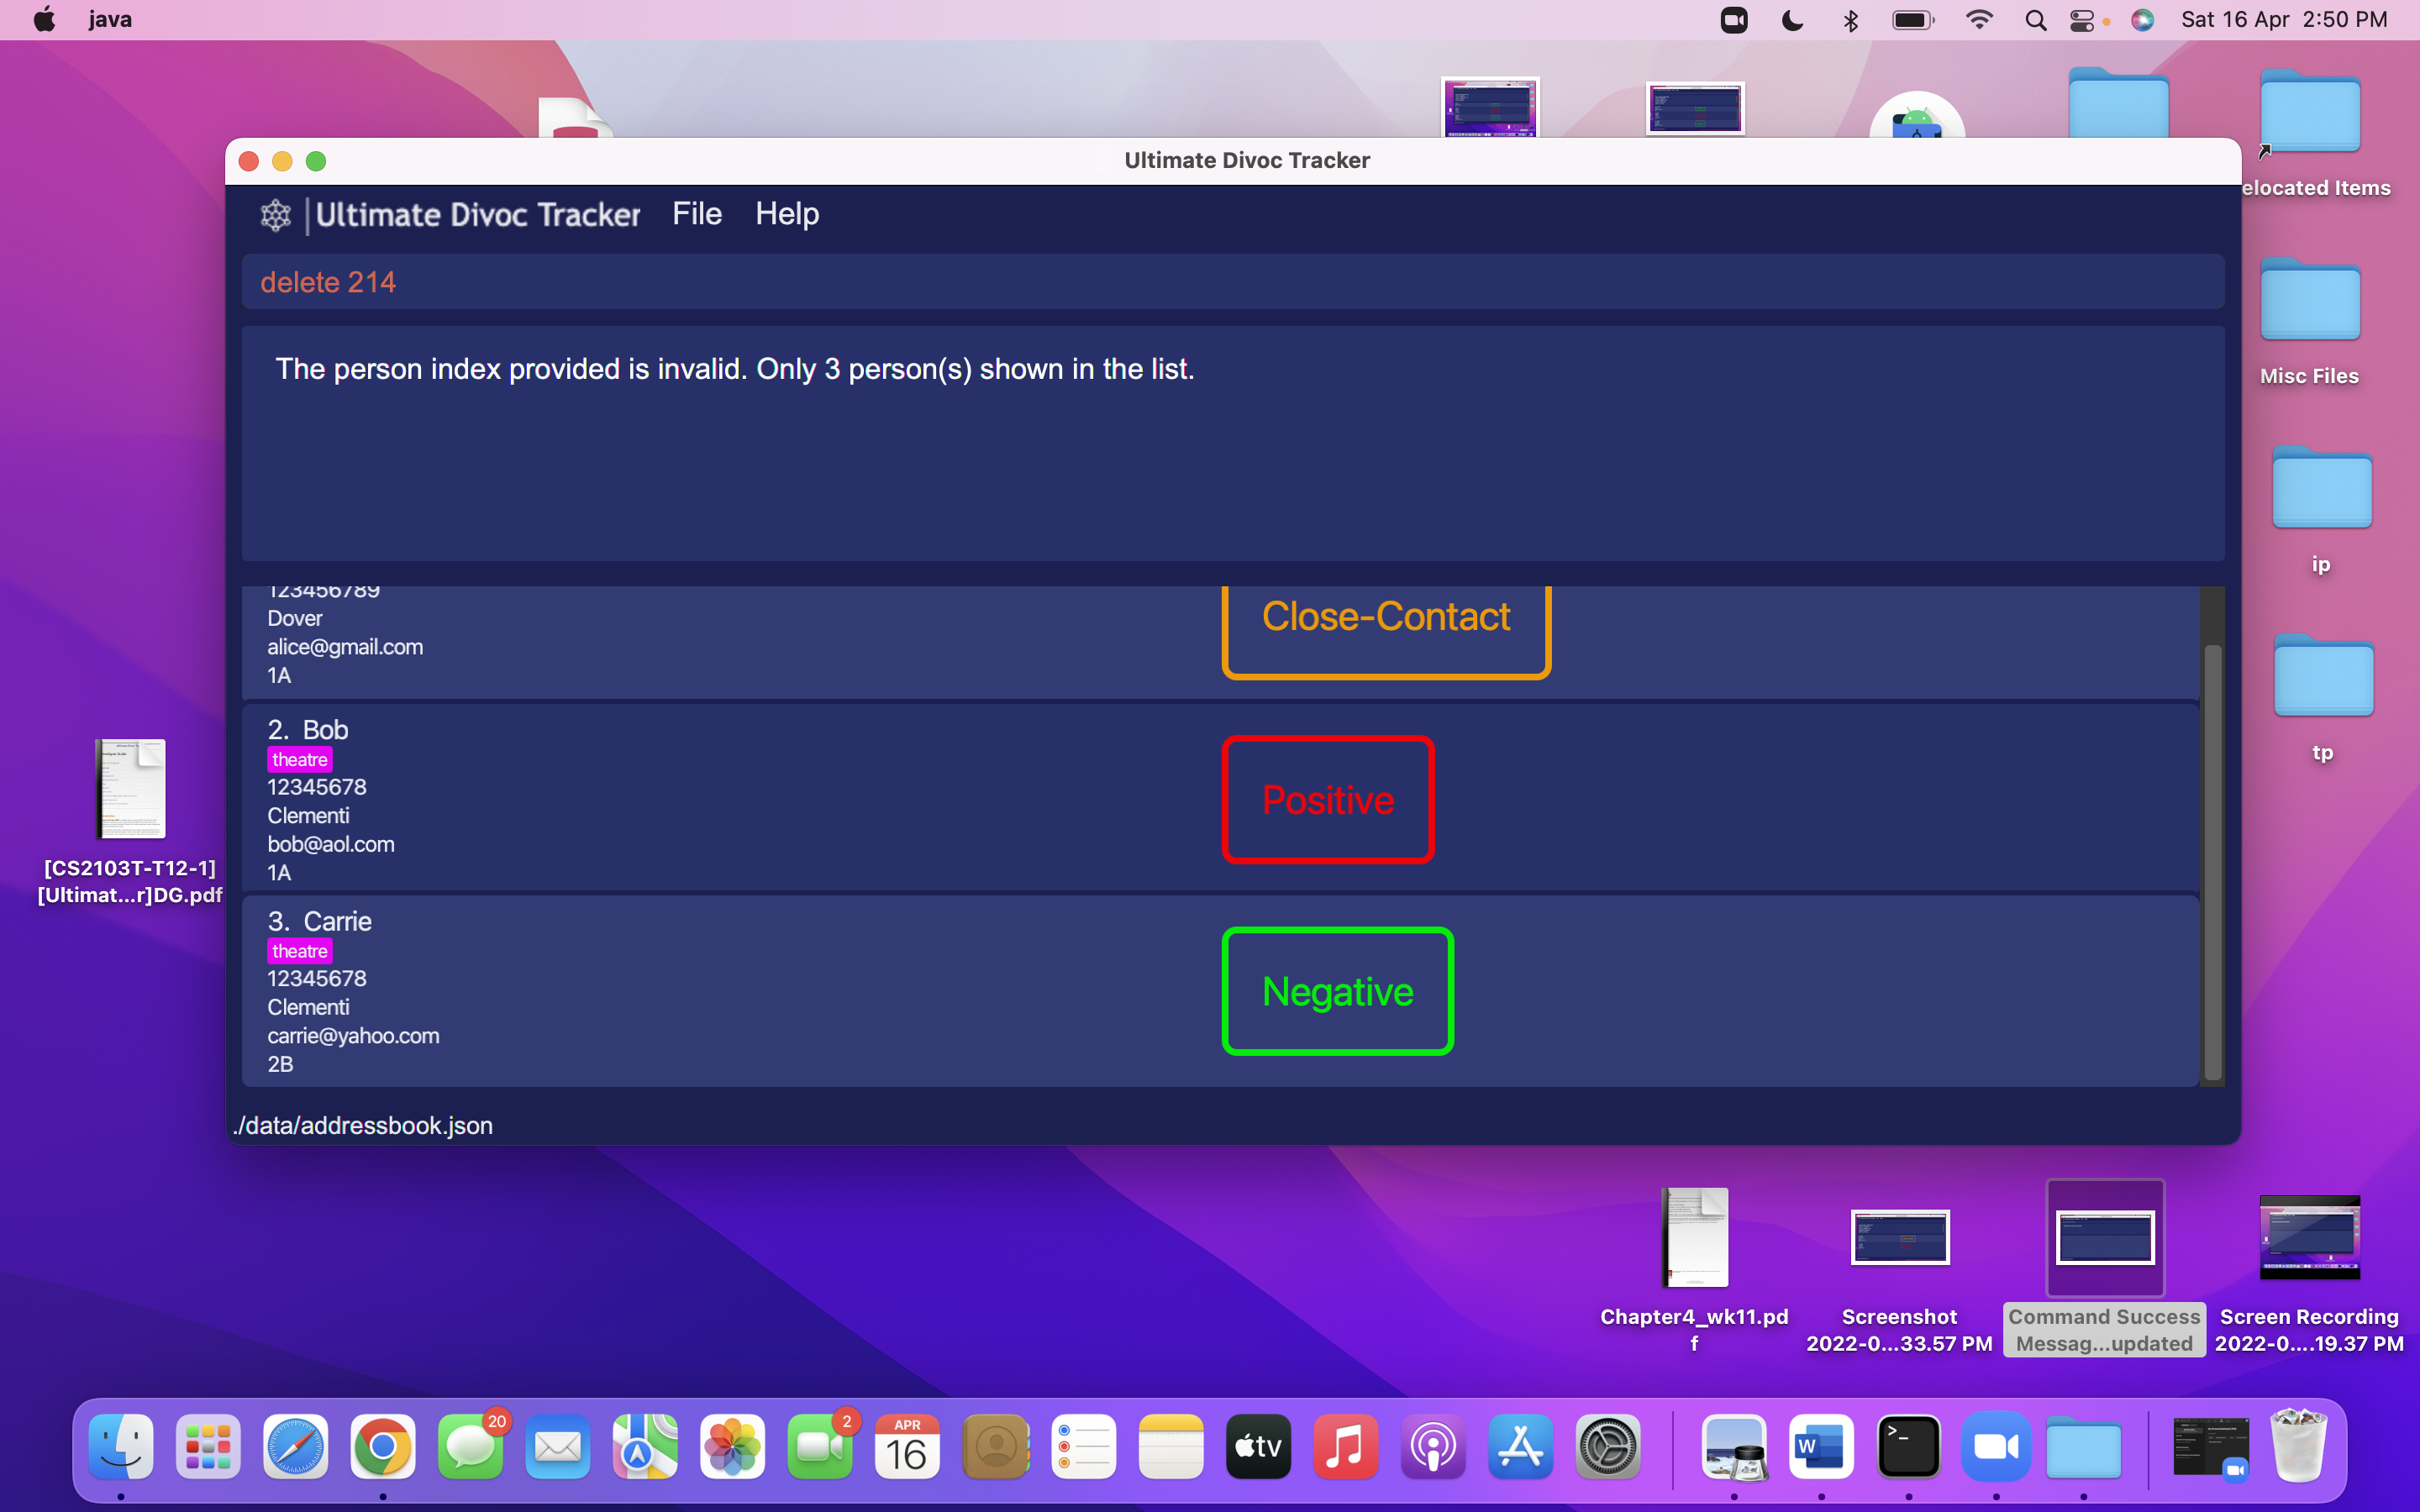 java
Sat 16 Apr 2:50 PM
Ultimate Divoc Tracker
Ultimate Divoc Tracker File Help
delete 214
The person index provided is invalid. Only 3 person(s) shown in the list.
123456789
Dover
alice@gmail.com
1A
Close-Contact
2. Bob
theatre
12345678
Clementi
bob@aol.com
1A
Positive
3. Carrie
theatre
12345678
Clementi
carrie@yahoo.com
2B
Negative
./data/addressbook.json
elocated Items
Misc Files
ip
tp
[CS2103T-T12-1]
[Ultimat...r]DG.pdf
Chapter4_wk11.pd
f
Screenshot
2022-0...33.57 PM
Command Success
Messag...updated
Screen Recording
2022-0....19.37 PM
20
2
APR
16
tv
W
>_